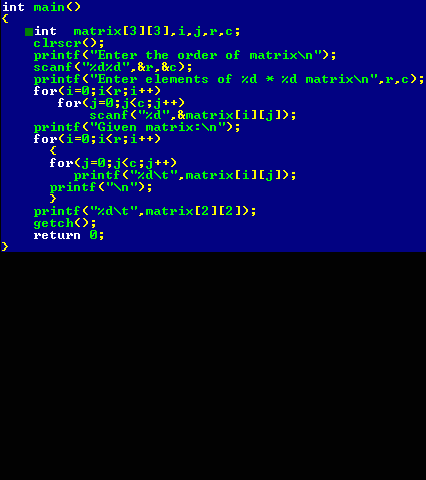 int main()
{
int  matrix[3][3],i,j,r,c;
clrscr();
printf("Enter the order of matrix\n");
scanf("%d%d",&r,&c);
printf("Enter elements of %d * %d matrix\n",r,c);
for(i=0;i<r;i++)
for(j=0;j<c;j++)
scanf("%d",&matrix[i][j]);
printf("Given matrix:\n");
for(i=0;i<r;i++)
{
for(j=0;j<c;j++)
printf("%d\t",matrix[i][j]);
printf("\n");
}
printf("%d\t",matrix[2][2]);
getch();
return 0;
}